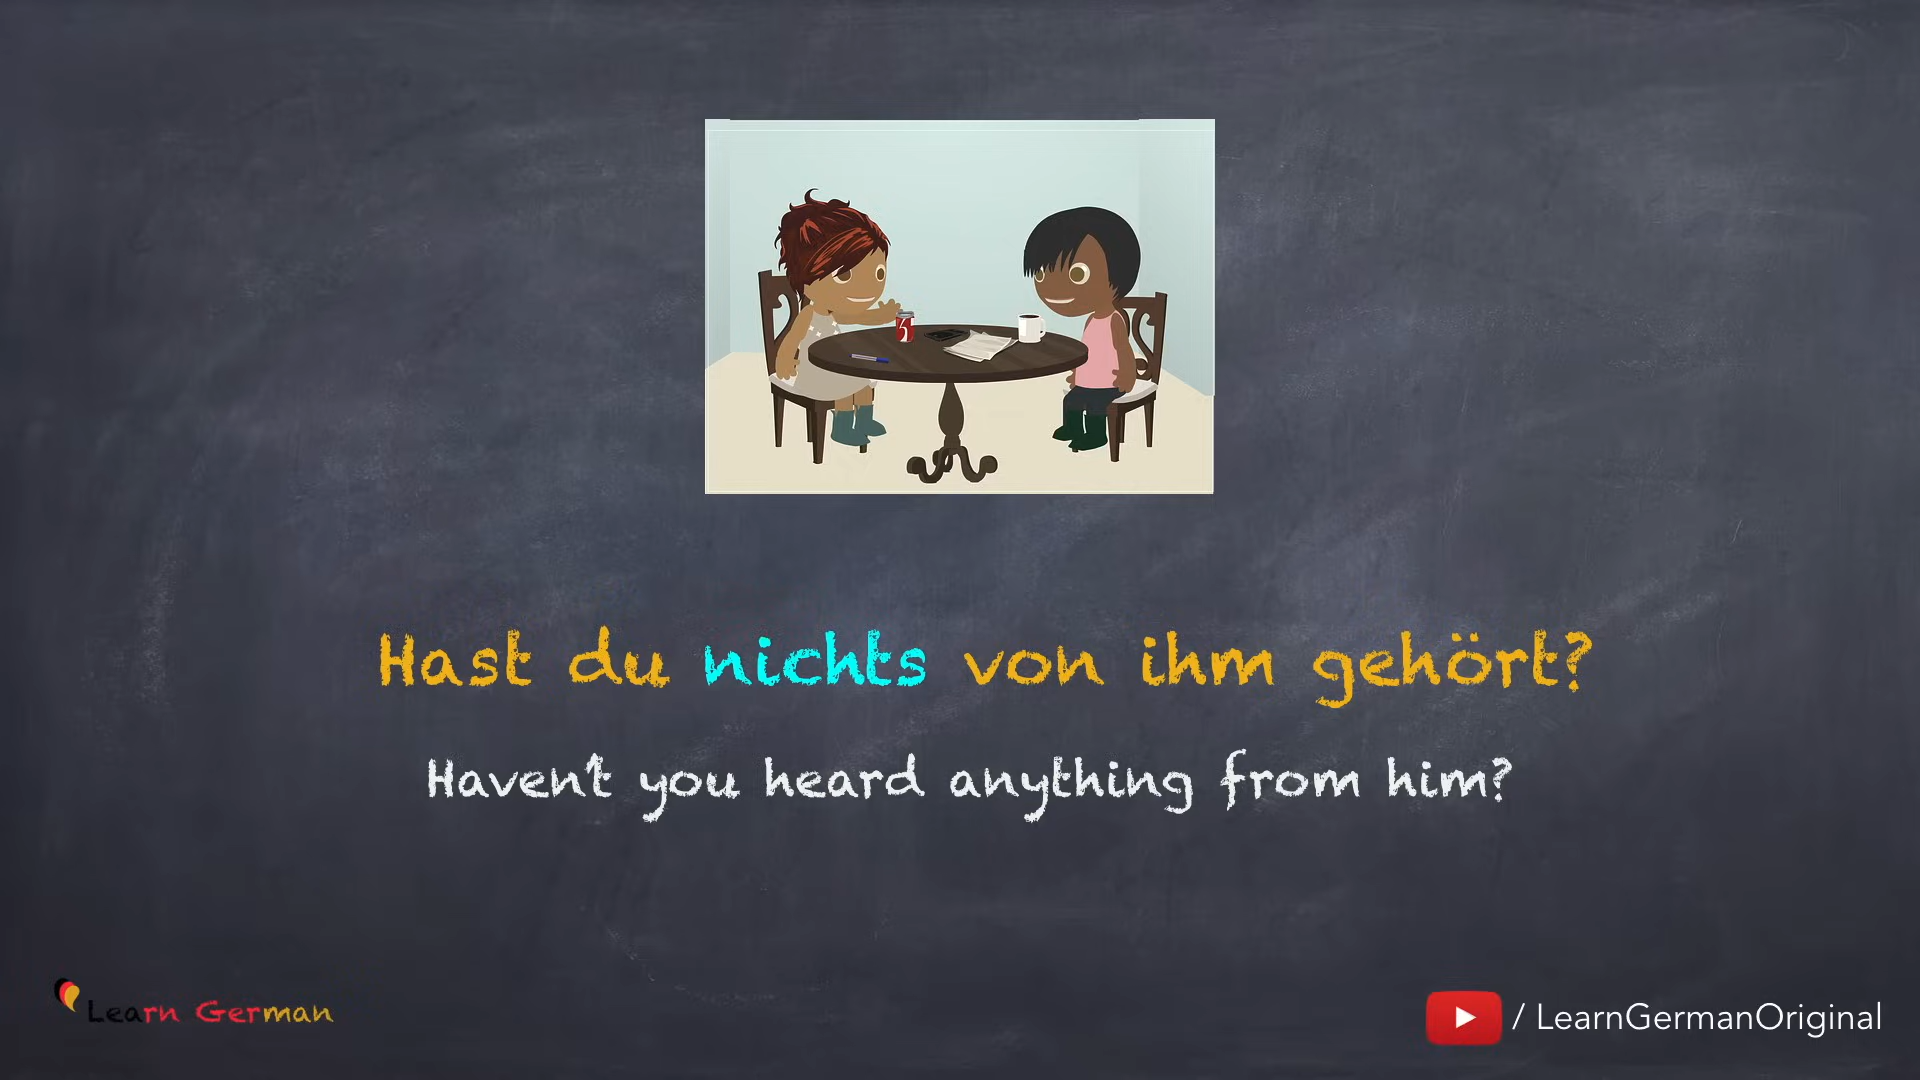 Hast du nichts von ihm gehört?
Haven't you heard anything from him?
Learn German
/ LearnGermanOriginal